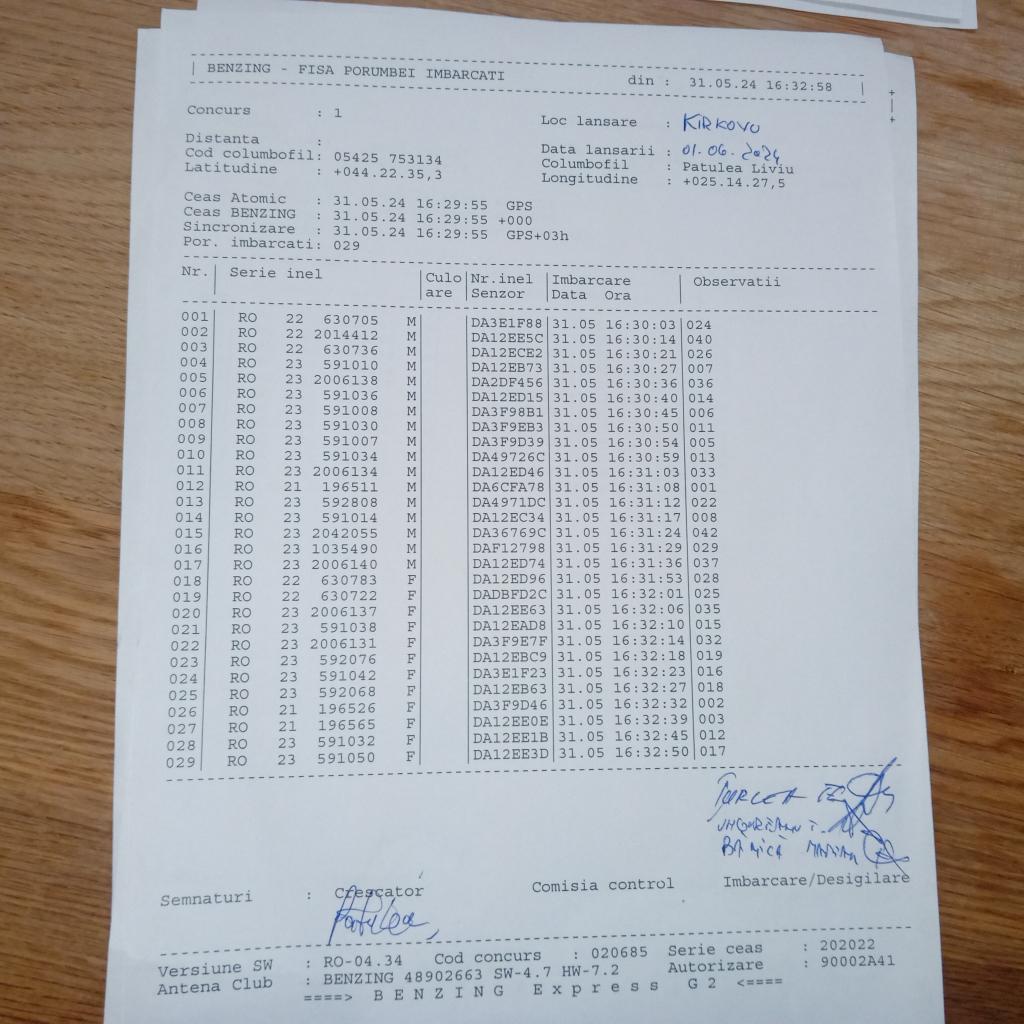 BENZING - FISA PORUMBEI IMBARCATI din : 31.05.24 16:32:58
Concurs : 1 Loc lansare : KIRKOVO
Distanta : Data lansarii : 01.06.2024
Cod columbofil: 05425 753134 Columbofil : Patulea Liviu
Latitudine : +044.22.35,3 Longitudine : +025.14.27,5
Ceas Atomic : 31.05.24 16:29:55 GPS
Ceas BENZING : 31.05.24 16:29:55 +000
Sincronizare : 31.05.24 16:29:55 GPS+03h
Por. imbarcati: 029
Nr. | Serie inel | Culo | Nr.inel | Imbarcare | Observatii
are | Senzor | Data Ora
001 | RO 22 630705 M | | DA3E1F88 | 31.05 16:30:03 | 024
002 | RO 22 2014412 M | | DA12EE5C | 31.05 16:30:14 | 040
003 | RO 22 630736 M | | DA12ECE2 | 31.05 16:30:21 | 026
004 | RO 23 591010 M | | DA12EB73 | 31.05 16:30:27 | 007
005 | RO 23 2006138 M | | DA2DF456 | 31.05 16:30:36 | 036
006 | RO 23 591036 M | | DA12ED15 | 31.05 16:30:40 | 014
007 | RO 23 591008 M | | DA3F98B1 | 31.05 16:30:45 | 006
008 | RO 23 591030 M | | DA3F9EB3 | 31.05 16:30:50 | 011
009 | RO 23 591007 M | | DA3F9D39 | 31.05 16:30:54 | 005
010 | RO 23 591034 M | | DA49726C | 31.05 16:30:59 | 013
011 | RO 23 2006134 M | | DA12ED46 | 31.05 16:31:03 | 033
012 | RO 21 196511 M | | DA6CFA78 | 31.05 16:31:08 | 001
013 | RO 23 592808 M | | DA4971DC | 31.05 16:31:12 | 022
014 | RO 23 591014 M | | DA12EC34 | 31.05 16:31:17 | 008
015 | RO 23 2042055 M | | DA36769C | 31.05 16:31:24 | 042
016 | RO 23 1035490 M | | DAF12798 | 31.05 16:31:29 | 029
017 | RO 23 2006140 M | | DA12ED74 | 31.05 16:31:36 | 037
018 | RO 22 630783 F | | DA12ED96 | 31.05 16:31:53 | 028
019 | RO 22 630722 F | | DADBFD2C | 31.05 16:32:01 | 025
020 | RO 23 2006137 F | | DA12EE63 | 31.05 16:32:06 | 035
021 | RO 23 591038 F | | DA12EAD8 | 31.05 16:32:10 | 015
022 | RO 23 2006131 F | | DA3F9E7F | 31.05 16:32:14 | 032
023 | RO 23 592076 F | | DA12EBC9 | 31.05 16:32:18 | 019
024 | RO 23 591042 F | | DA3E1F23 | 31.05 16:32:23 | 016
025 | RO 23 592068 F | | DA12EB63 | 31.05 16:32:27 | 018
026 | RO 21 196526 F | | DA3F9D46 | 31.05 16:32:32 | 002
027 | RO 21 196565 F | | DA12EE0E | 31.05 16:32:39 | 003
028 | RO 23 591032 F | | DA12EE1B | 31.05 16:32:45 | 012
029 | RO 23 591050 F | | DA12EE3D | 31.05 16:32:50 | 017
BĂNICĂ MARIAN
Semnaturi : Crescator Comisia control Imbarcare/Desigilare
Patulea
Versiune SW : RO-04.34 Cod concurs : 020685 Serie ceas : 202022
Antena Club : BENZING 48902663 SW-4.7 HW-7.2 Autorizare : 90002A41
====> B E N Z I N G E x p r e s s G 2 <====